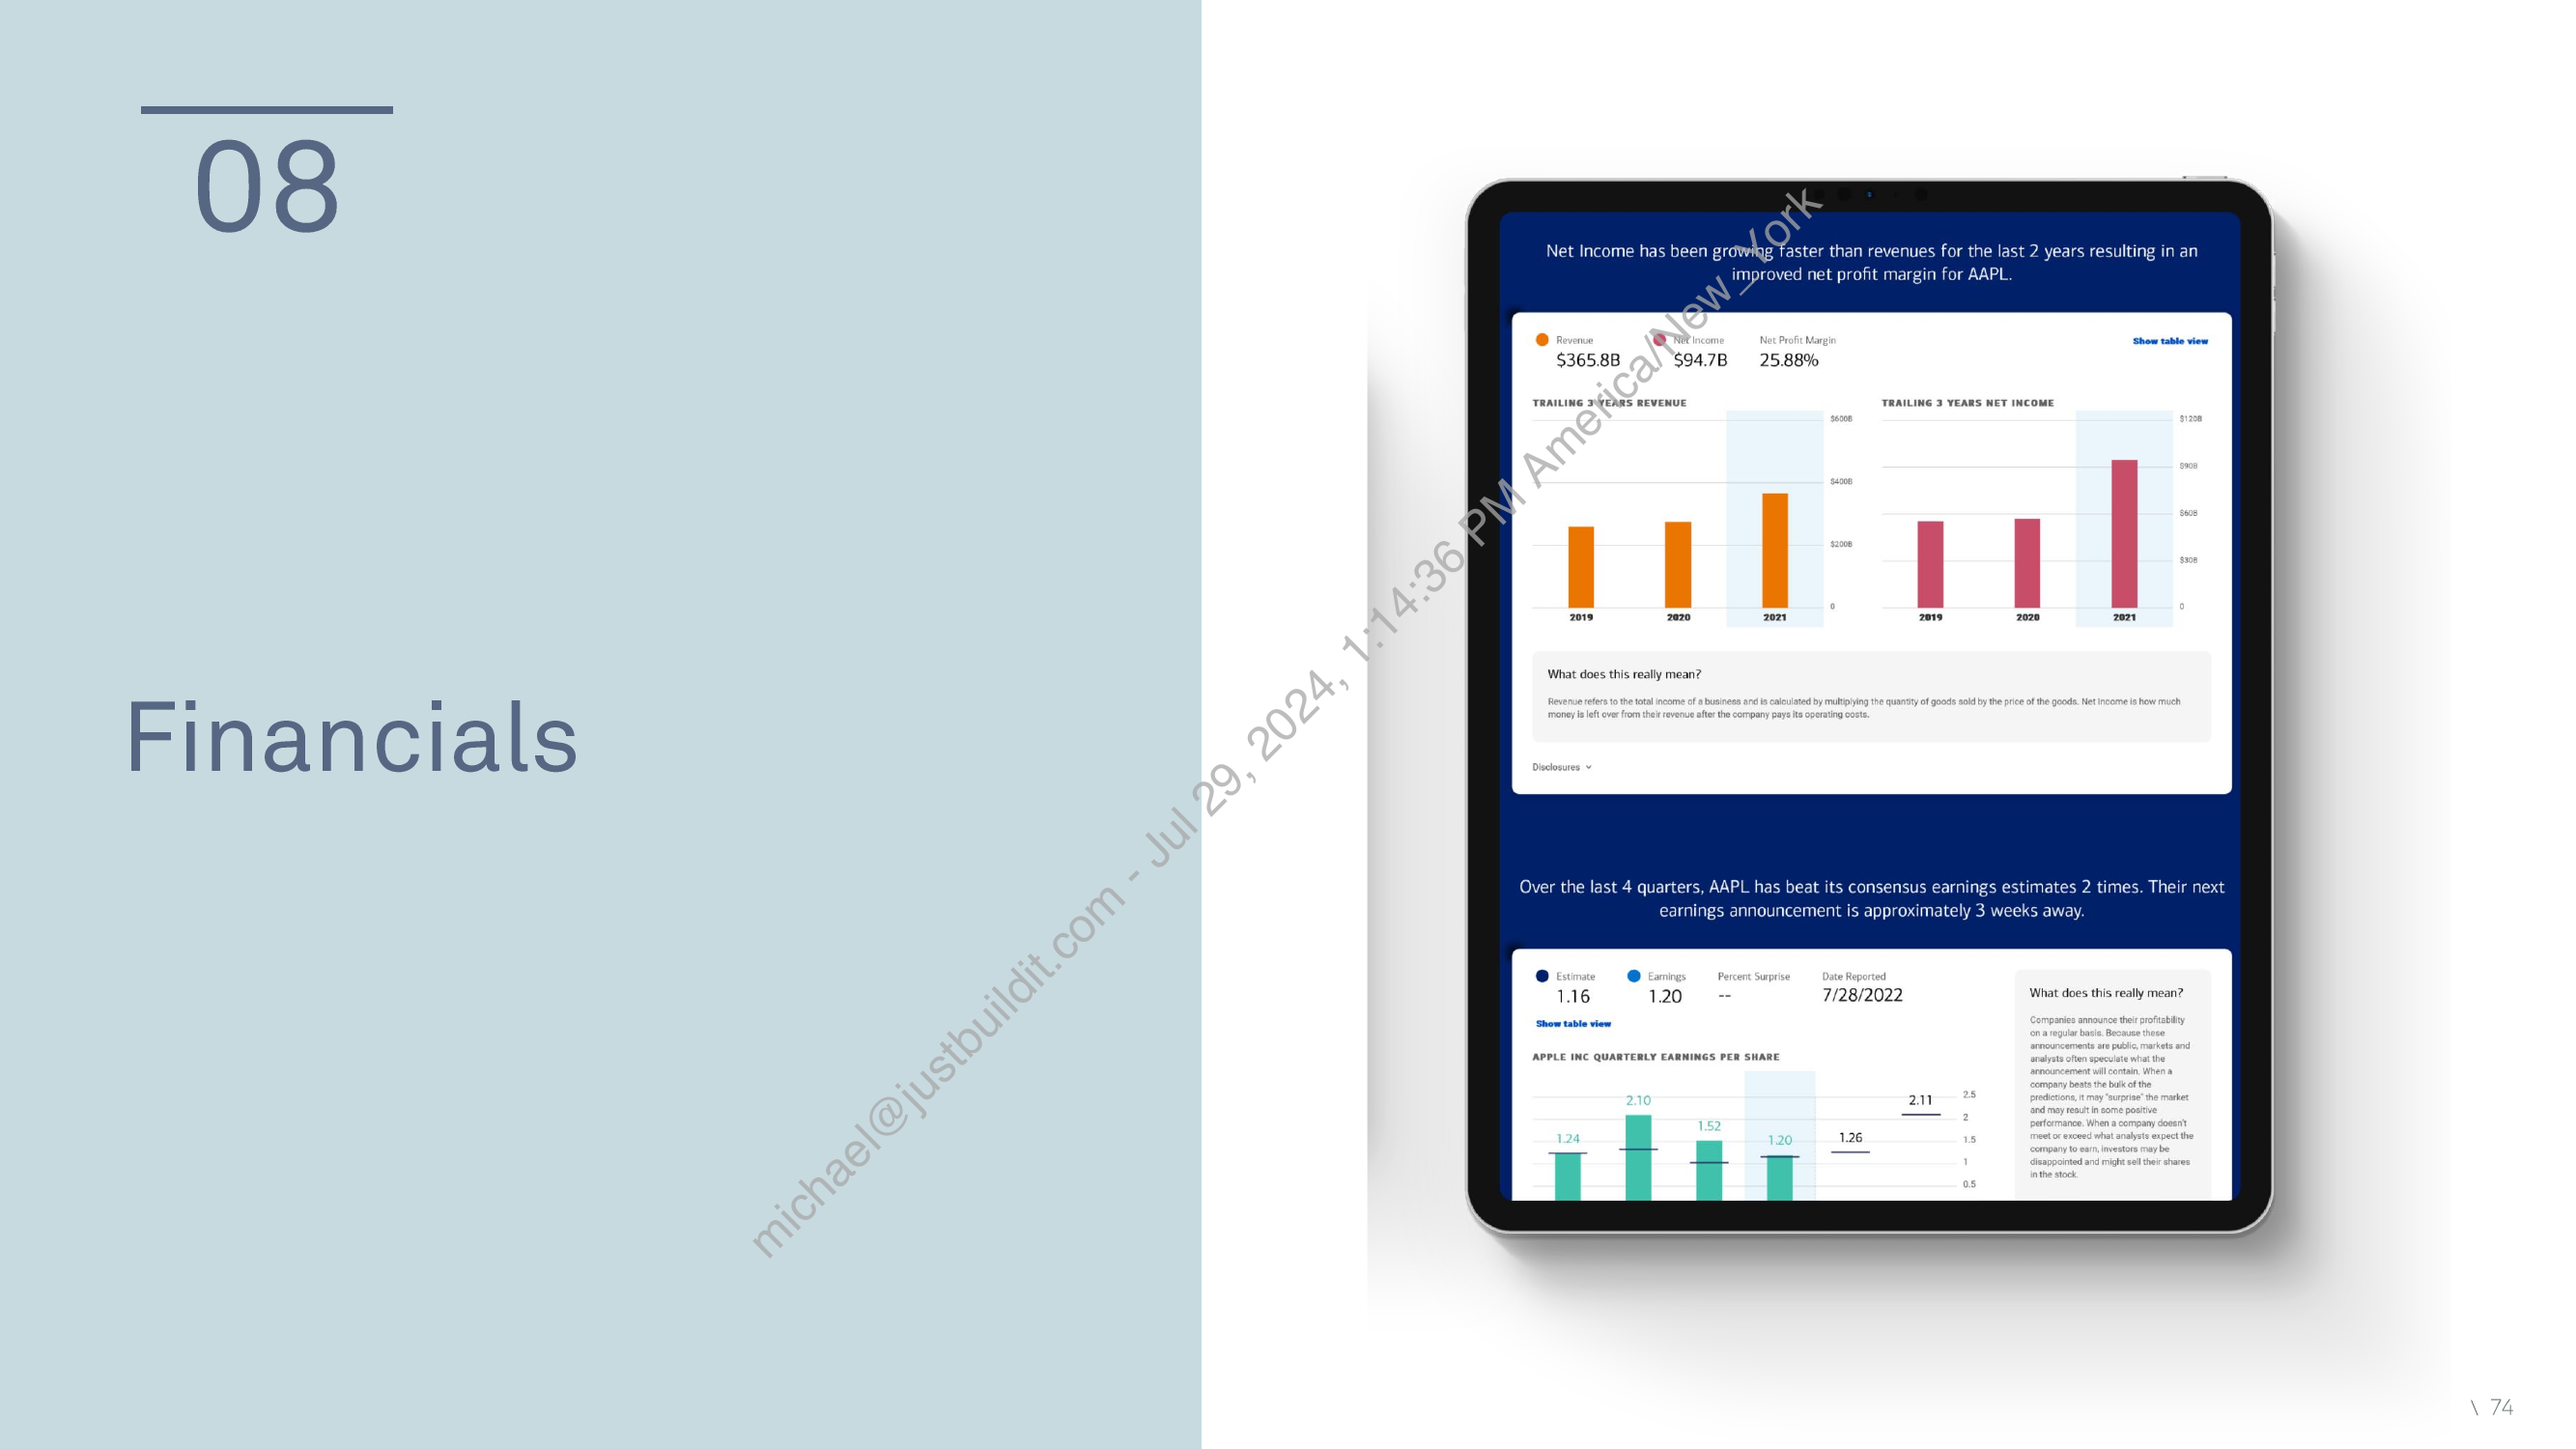 08
Financials
Net Income has been growing faster than revenues for the last 2 years resulting in an
improved net profit margin for AAPL.
Revenue
$365.8B
Net Income
$94.7B
Net Profit Margin
25.88%
Show table view
TRAILING 3 YEARS REVENUE
$600B
$400B
$200B
0
2019
2020
2021
TRAILING 3 YEARS NET INCOME
$120B
$90B
$60B
$30B
0
2019
2020
2021
What does this really mean?
Revenue refers to the total income of a business and is calculated by multiplying the quantity of goods sold by the price of the goods. Net Income is how much
money is left over from their revenue after the company pays its operating costs.
Disclosures
Over the last 4 quarters, AAPL has beat its consensus earnings estimates 2 times. Their next
earnings announcement is approximately 3 weeks away.
Estimate
1.16
Earnings
1.20
Percent Surprise
--
Date Reported
7/28/2022
Show table view
APPLE INC QUARTERLY EARNINGS PER SHARE
1.24
2.10
1.52
1.20
1.26
2.11
2.5
2
1.5
1
0.5
What does this really mean?
Companies announce their profitability
on a regular basis. Because these
announcements are public, markets and
analysts often speculate what the
announcement will contain. When a
company beats the bulk of the
predictions, it may "surprise" the market
and may result in some positive
performance. When a company doesn't
meet or exceed what analysts expect the
company to earn, investors may be
disappointed and might sell their shares
in the stock.
michael@justbuildit.com - Jul 29, 2024, 1:14:36 PM America/New_York
\ 74